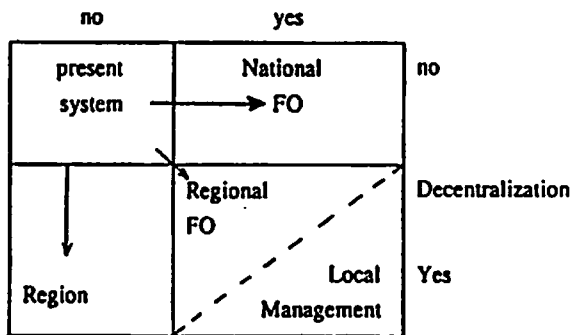 no yes
present National no
system FO
Regional Decentralization
FO
Local Yes
Region Management